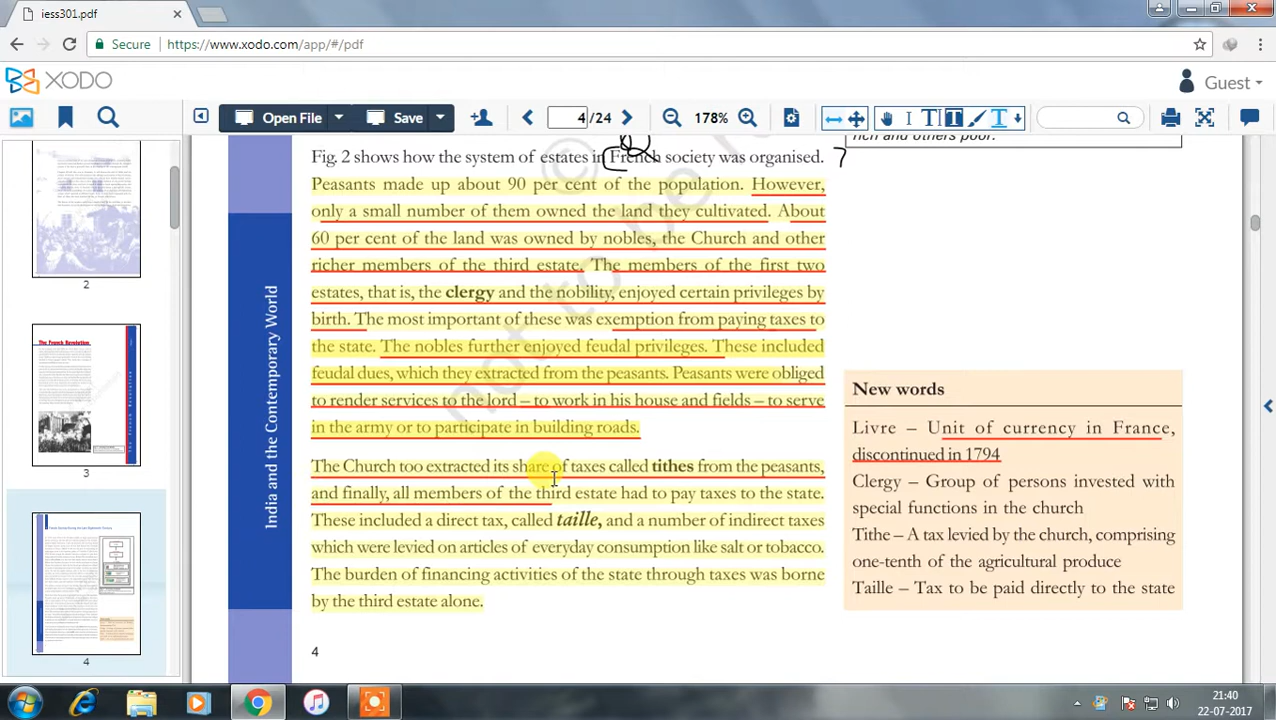 iess301.pdf
Secure
https://www.xodo.com/app/#/pdf
XODO
Guest
Open File
Save
4 /24
178%
rich and others poor.
Fig. 2 shows how the system of estates in French society was organised. 7
Peasants made up about 90 per cent of the population. However,
only a small number of them owned the land they cultivated. About
60 per cent of the land was owned by nobles, the Church and other
richer members of the third estate. The members of the first two
estates, that is, the clergy and the nobility, enjoyed certain privileges by
birth. The most important of these was exemption from paying taxes to
the state. The nobles further enjoyed feudal privileges. These included
feudal dues, which they extracted from the peasants. Peasants were obliged
to render services to the lord – to work in his house and fields – to serve
in the army or to participate in building roads.
The Church too extracted its share of taxes called tithes from the peasants,
and finally, all members of the third estate had to pay taxes to the state.
These included a direct tax, called taille, and a number of indirect taxes
which were levied on articles of everyday consumption like salt or tobacco.
The burden of financing activities of the state through taxes was borne
by the third estate alone.
4
India and the Contemporary World
New words
Livre – Unit of currency in France,
discontinued in 1794
Clergy – Group of persons invested with
special functions in the church
Tithe – A tax levied by the church, comprising
one-tenth of the agricultural produce
Taille – Tax to be paid directly to the state
2
The French Revolution
3
4
21:40
22-07-2017